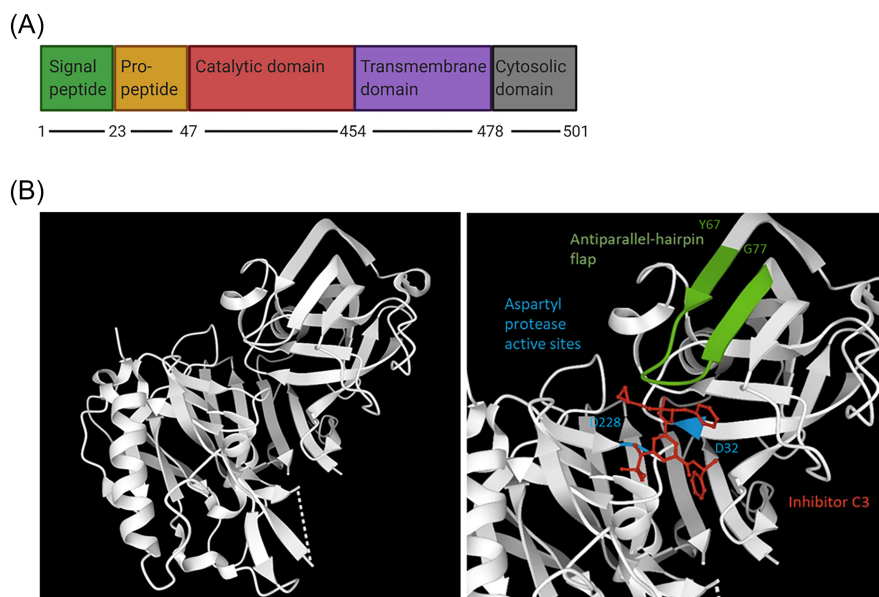 (A)
Signal Pro- Catalytic domain Transmembrane Cytosolic
peptide peptide domain domain
1 23 47 454 478 501
(B)
Y67
Antiparallel-hairpin G77
flap
Aspartyl
protease
active sites
D228
D32
Inhibitor C3